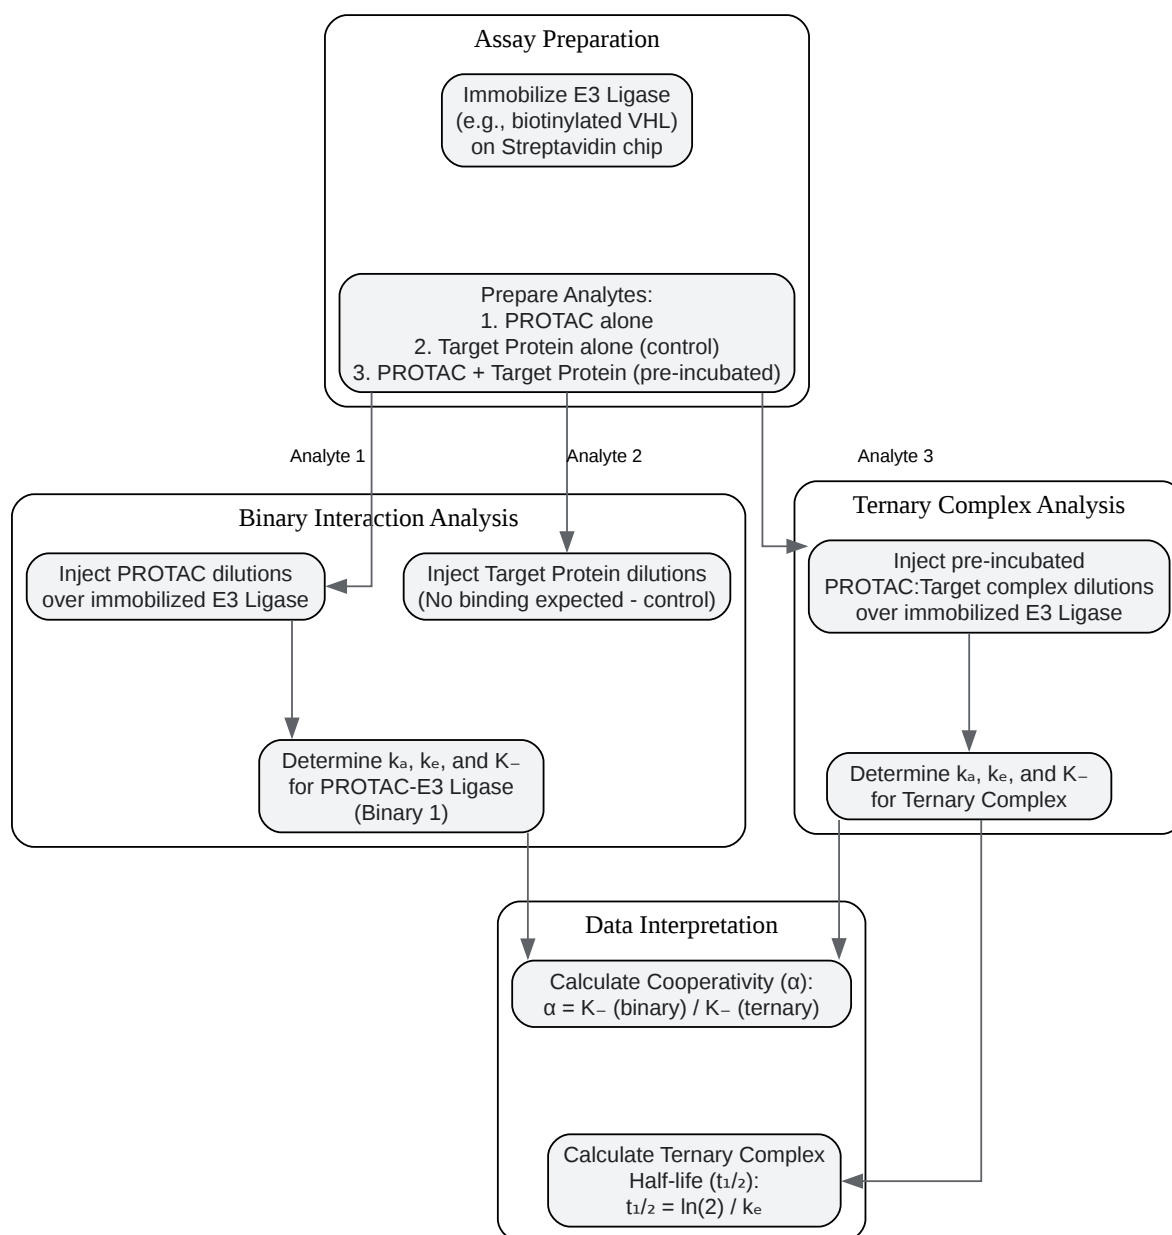 Assay Preparation
Immobilize E3 Ligase
(e.g., biotinylated VHL)
on Streptavidin chip
Prepare Analytes:
1. PROTAC alone
2. Target Protein alone (control)
3. PROTAC + Target Protein (pre-incubated)
Analyte 1
Analyte 2
Analyte 3
Binary Interaction Analysis
Inject PROTAC dilutions
over immobilized E3 Ligase
Inject Target Protein dilutions
(No binding expected - control)
Determine kₐ, kₑ, and K₋
for PROTAC-E3 Ligase
(Binary 1)
Ternary Complex Analysis
Inject pre-incubated
PROTAC:Target complex dilutions
over immobilized E3 Ligase
Determine kₐ, kₑ, and K₋
for Ternary Complex
Data Interpretation
Calculate Cooperativity (α):
α = K₋ (binary) / K₋ (ternary)
Calculate Ternary Complex
Half-life (t₁/₂):
t₁/₂ = ln(2) / kₑ